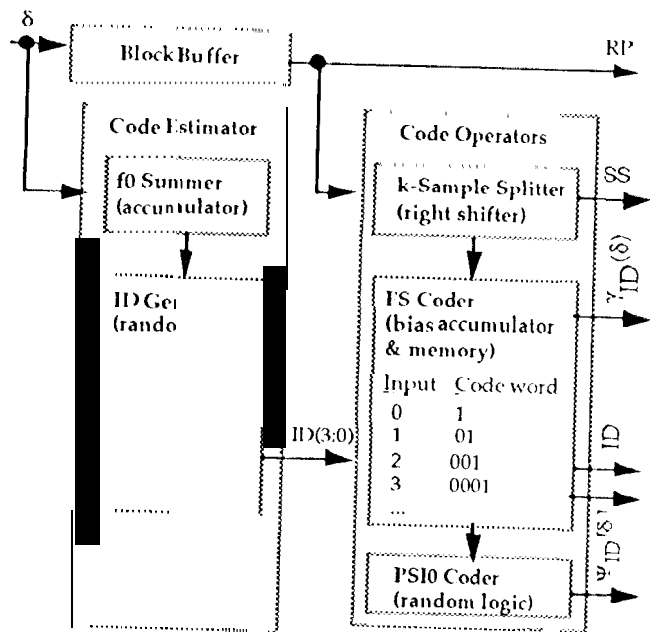 δ
Block Buffer
RP
Code Estimator
f0 Summer
(accumulator)
ID
ID(3:0)
Code Operators
k-Sample Splitter
(right shifter)
SS
FS Coder
(bias accumulator
& memory)
Input Code word
0 1
1 01
2 001
3 0001
...
γID(δ)
ID
ΨID(δ)
PSI0 Coder
(random logic)